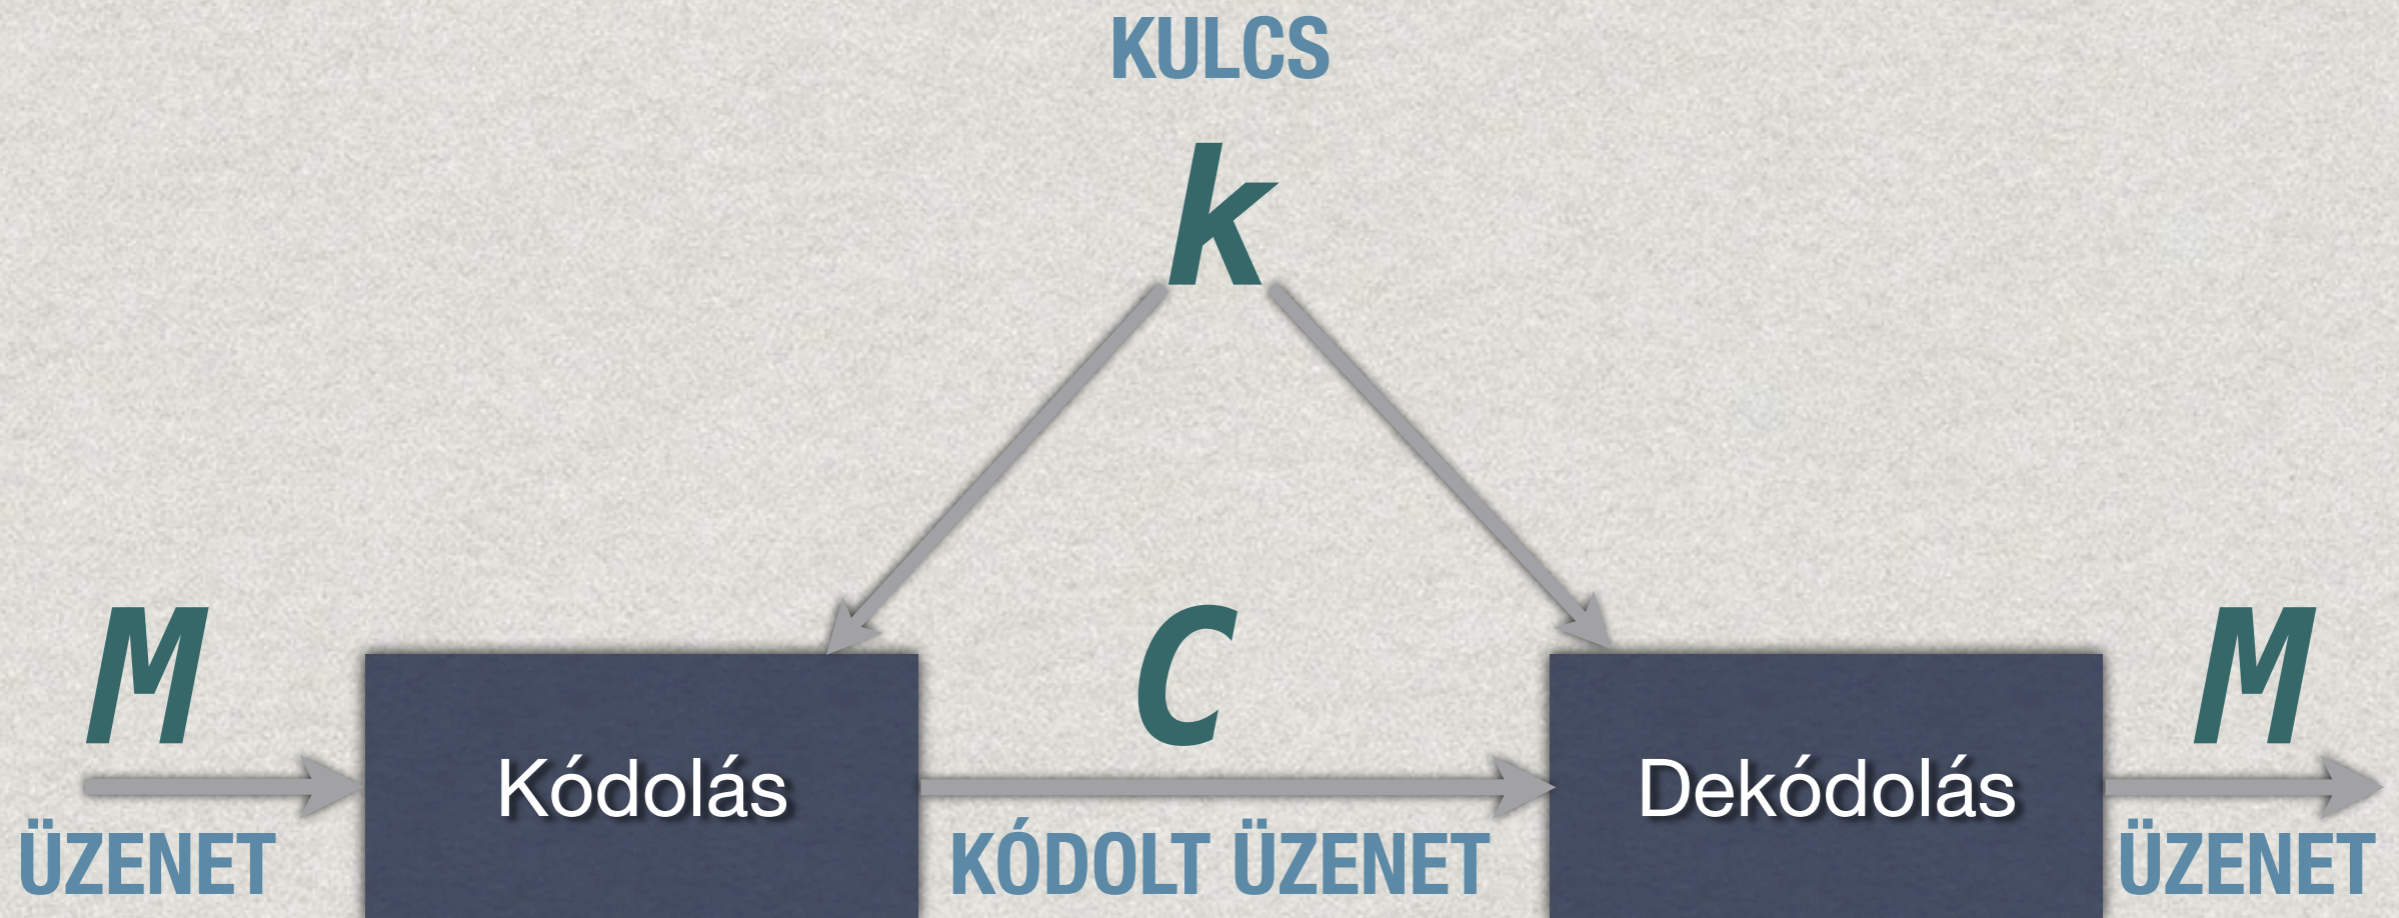 KULCS
k
M
C
M
Kódolás
Dekódolás
ÜZENET
KÓDOLT ÜZENET
ÜZENET